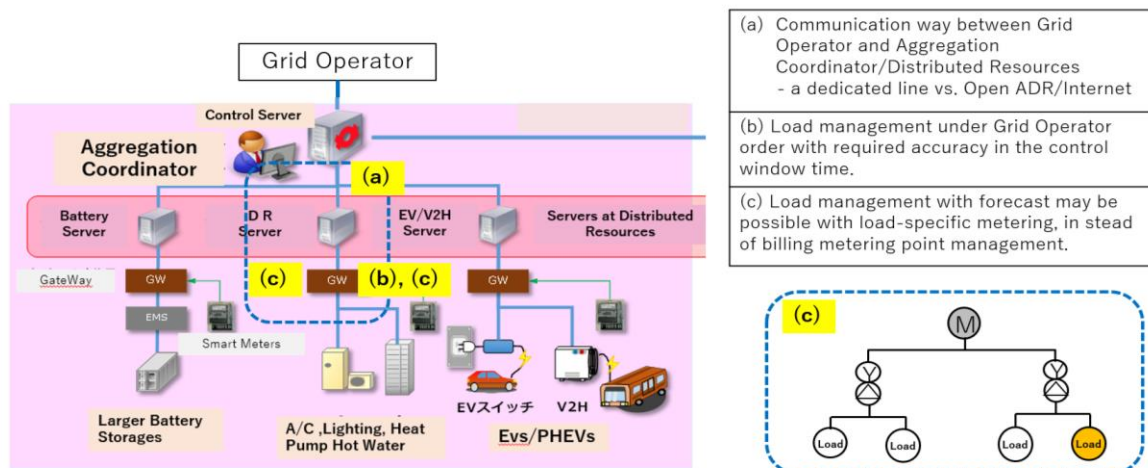 Grid Operator
Control Server
Aggregation
Coordinator
(a)
Battery
Server
D R
Server
EV/V2H
Server
Servers at Distributed
Resources
GateWay
GW
(c)
GW
(b), (c)
GW
EMS
Smart Meters
EVスイッチ
V2H
Larger Battery
Storages
A/C ,Lighting, Heat
Pump Hot Water
Evs/PHEVs
(a) Communication way between Grid
Operator and Aggregation
Coordinator/Distributed Resources
- a dedicated line vs. Open ADR/Internet
(b) Load management under Grid Operator
order with required accuracy in the control
window time.
(c) Load management with forecast may be
possible with load-specific metering, in stead
of billing metering point management.
(c)
M
Load
Load
Load
Load